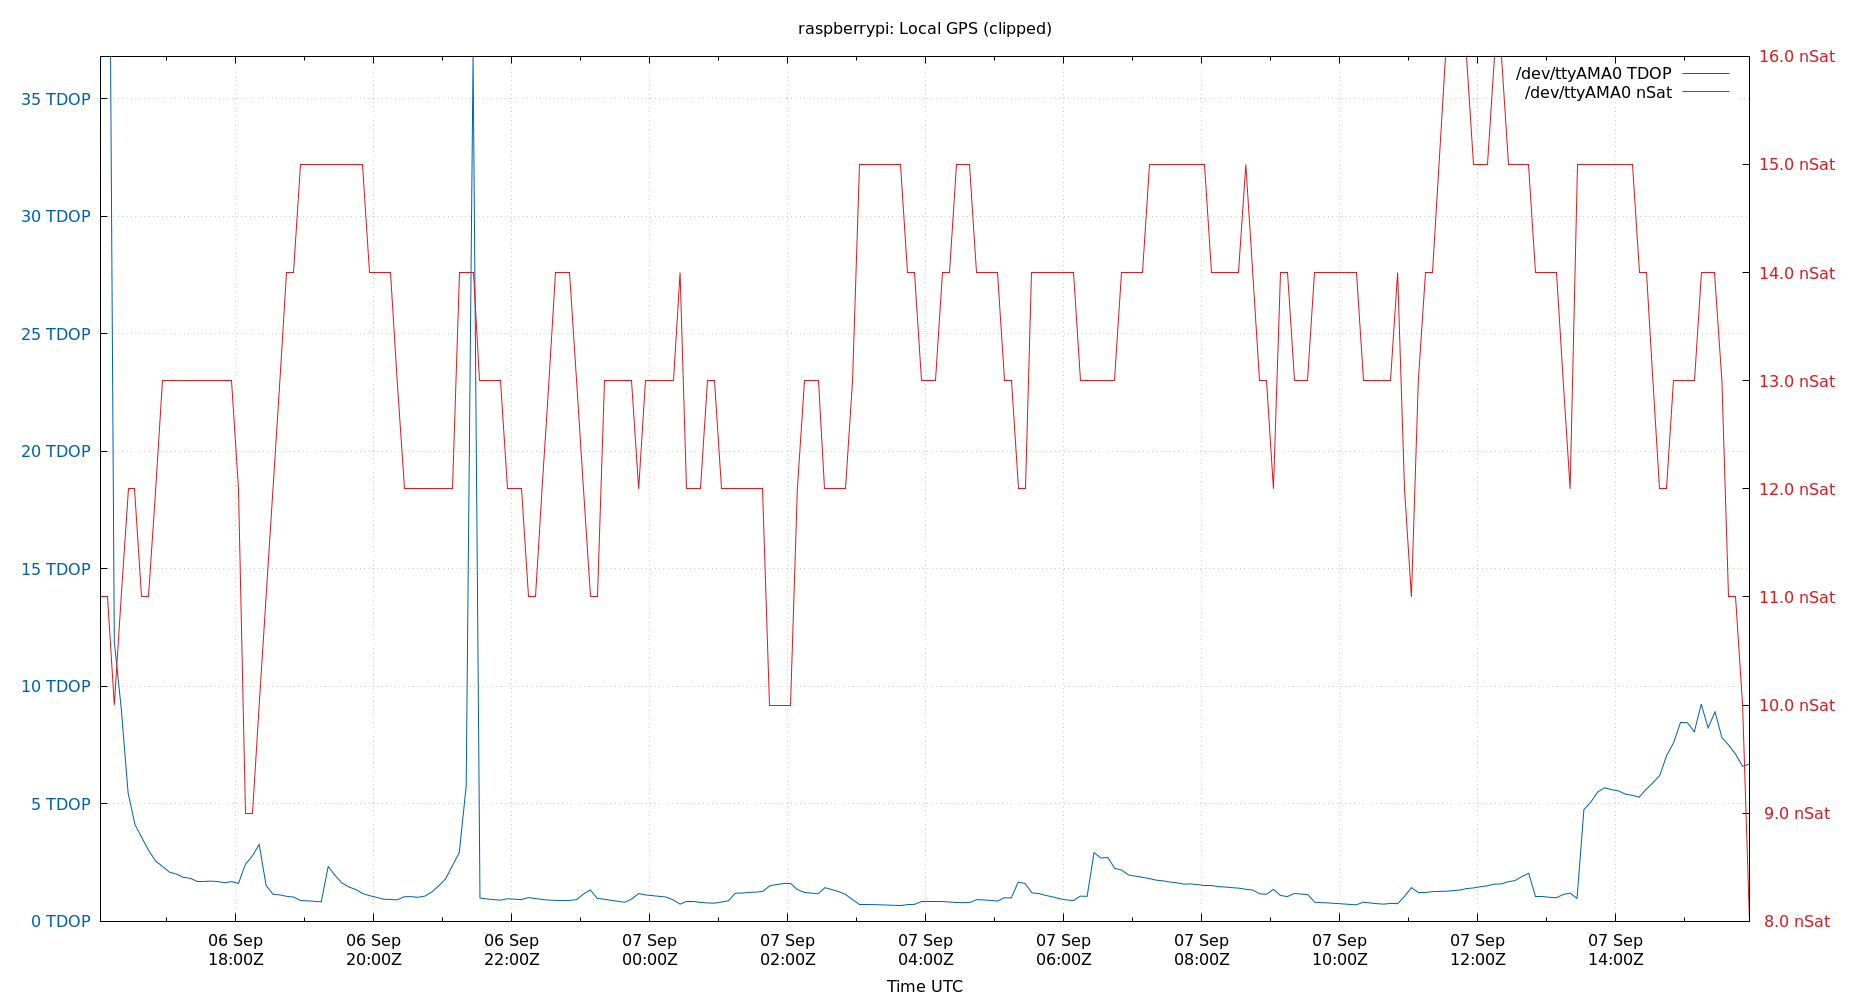 raspberrypi: Local GPS (clipped)
/dev/ttyAMA0 TDOP
/dev/ttyAMA0 nSat
35 TDOP
30 TDOP
25 TDOP
20 TDOP
15 TDOP
10 TDOP
5 TDOP
0 TDOP
16.0 nSat
15.0 nSat
14.0 nSat
13.0 nSat
12.0 nSat
11.0 nSat
10.0 nSat
9.0 nSat
8.0 nSat
06 Sep
18:00Z
06 Sep
20:00Z
06 Sep
22:00Z
07 Sep
00:00Z
07 Sep
02:00Z
07 Sep
04:00Z
07 Sep
06:00Z
07 Sep
08:00Z
07 Sep
10:00Z
07 Sep
12:00Z
07 Sep
14:00Z
Time UTC